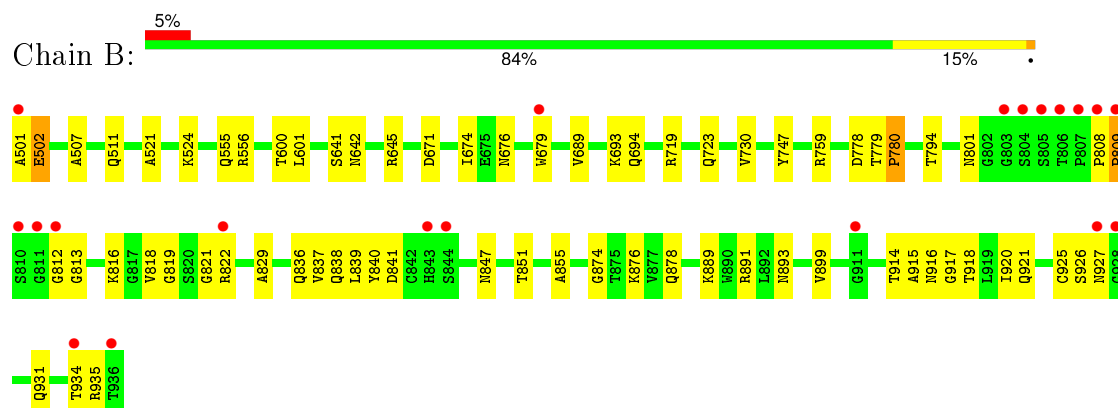 5%
Chain B:
84% 15% •
A501 E502 A507 Q511 A521 K524 Q555 R556 T600 L601 S641 N642 R645 D671 I674 E675 N676 W679 V689 K693 Q694 R719 Q723 V730 Y747 R759 D778 T779 P780 T794 N801 G802 G803 S804 S805 T806 P807 P808
S810 G811 G812 G813 K816 G817 V818 G819 S820 G821 R822 A829 Q836 V837 Q838 L839 Y840 D841 C842 H843 S844 N847 T851 A855 G874 T875 K876 V877 Q878 K889 W890 R891 L892 N893 V899 G911 T914 A915 N916 G917 T918 L919 I920 Q921 C925 S926 N927
Q931 T934 R935 T936